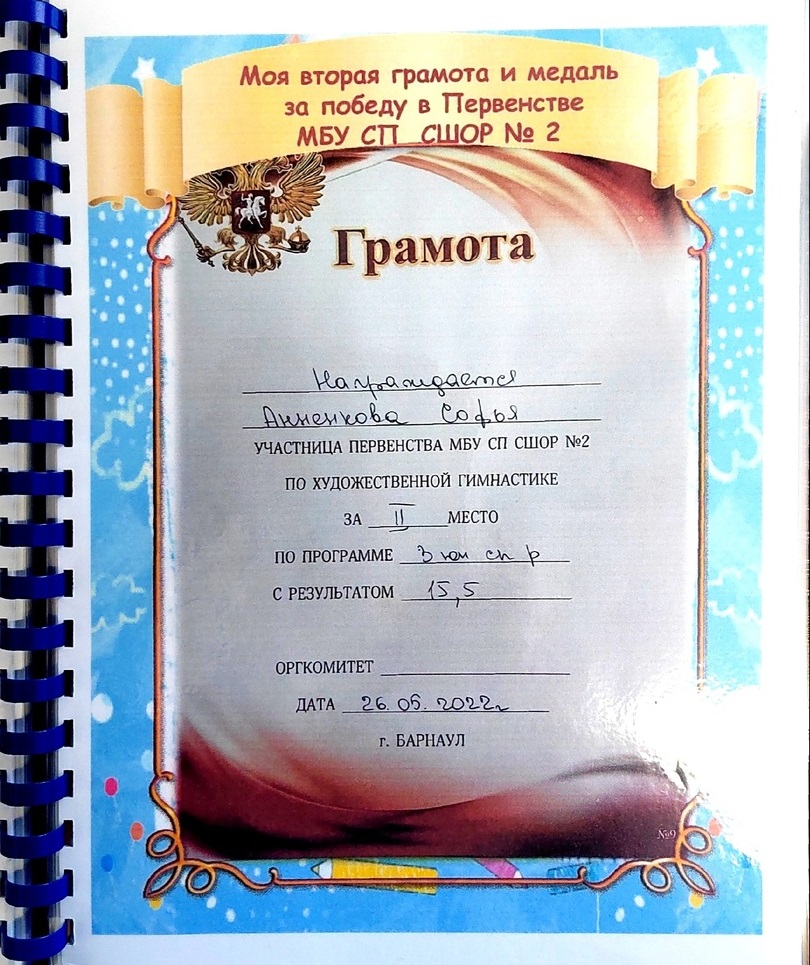 Моя вторая грамота и медаль
за победу в Первенстве
МБУ СП СШОР № 2
Грамота
Награждается
Анненкова Софья
УЧАСТНИЦА ПЕРВЕНСТВА МБУ СП СШОР №2
ПО ХУДОЖЕСТВЕННОЙ ГИМНАСТИКЕ
ЗА II МЕСТО
ПО ПРОГРАММЕ 3 юн сп р
С РЕЗУЛЬТАТОМ 15,5
ОРГКОМИТЕТ
ДАТА 26.05.2022г
г. БАРНАУЛ
№9